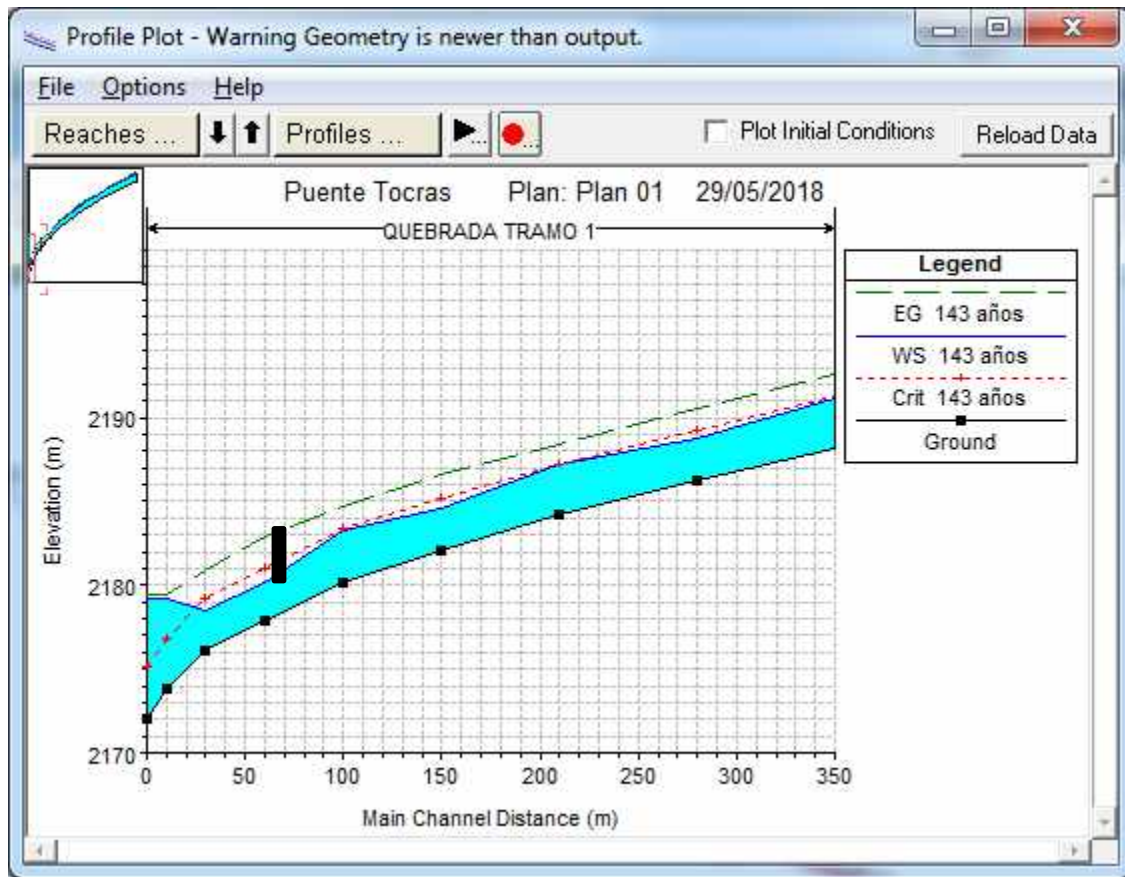 Profile Plot - Warning Geometry is newer than output.
File Options Help
Reaches ... Profiles ... ... ... Plot Initial Conditions Reload Data
Puente Tocras Plan: Plan 01 29/05/2018
QUEBRADA TRAMO 1
Legend
EG 143 años
WS 143 años
Crit 143 años
Ground
Elevation (m)
2190
2180
2170
0 50 100 150 200 250 300 350
Main Channel Distance (m)